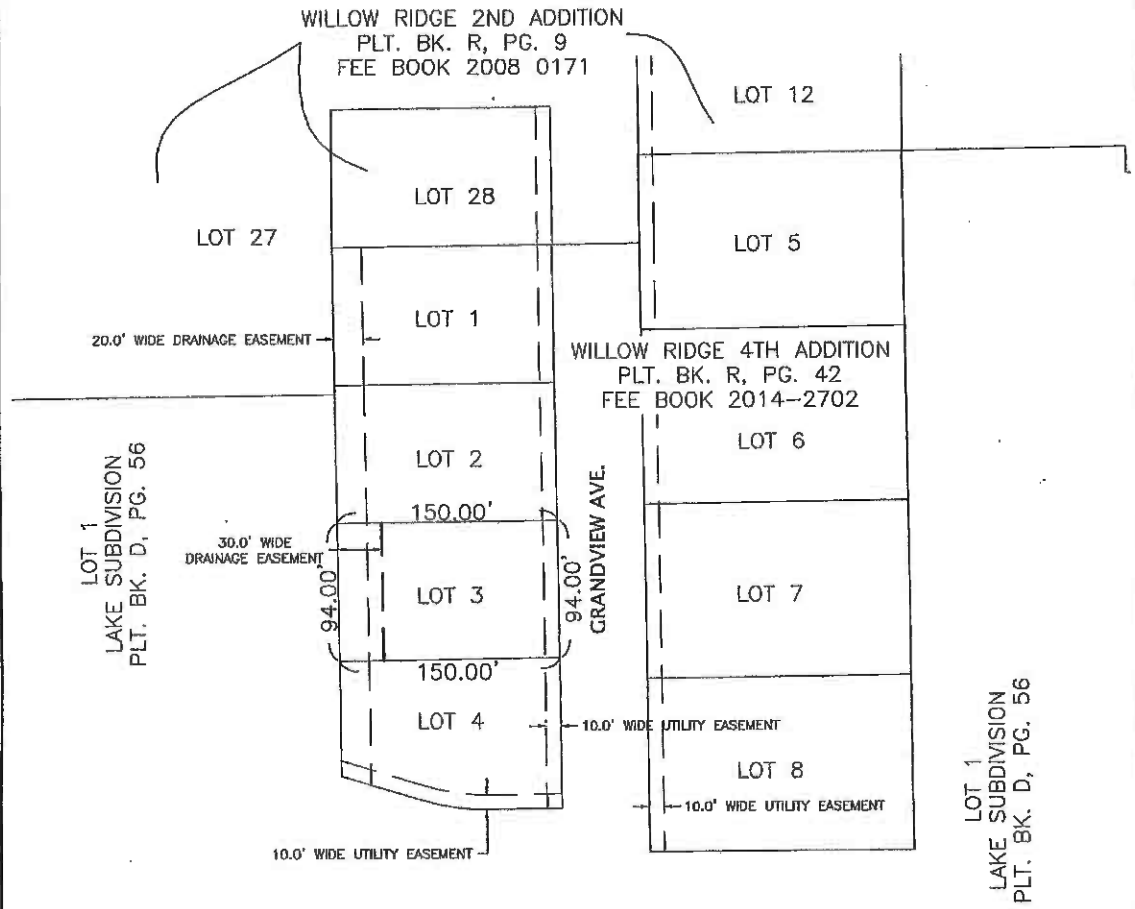 WILLOW RIDGE 2ND ADDITION
PLT. BK. R, PG. 9
FEE BOOK 2008 0171
LOT 12
LOT 28
LOT 27
LOT 5
LOT 1
20.0' WIDE DRAINAGE EASEMENT
WILLOW RIDGE 4TH ADDITION
PLT. BK. R, PG. 42
FEE BOOK 2014-2702
LOT 2
LOT 6
LOT 1
LAKE SUBDIVISION
PLT. BK. D, PG. 56
150.00'
30.0' WIDE
DRAINAGE EASEMENT
94.00'
LOT 3
94.00'
GRANDVIEW AVE.
LOT 7
150.00'
LOT 4
10.0' WIDE UTILITY EASEMENT
LOT 8
10.0' WIDE UTILITY EASEMENT
10.0' WIDE UTILITY EASEMENT
LOT 1
LAKE SUBDIVISION
PLT. BK. D, PG. 56